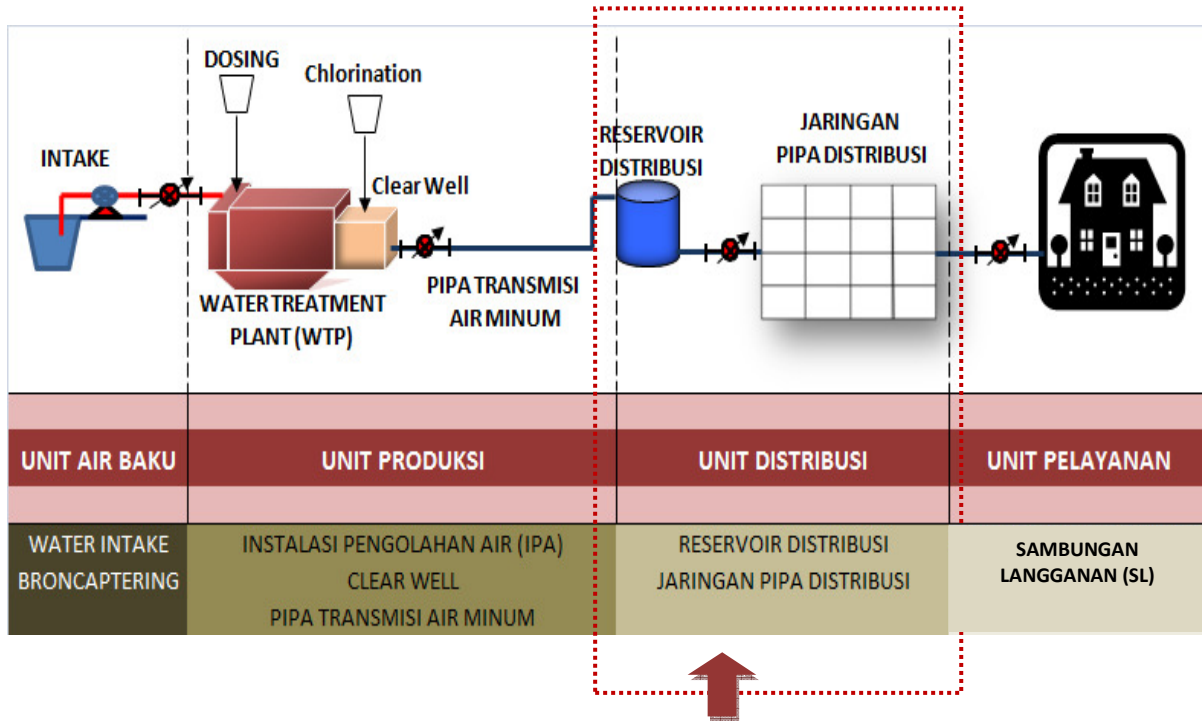 DOSING
Chlorination
INTAKE
Clear Well
WATER TREATMENT
PLANT (WTP)
PIPA TRANSMISI
AIR MINUM
RESERVOIR
DISTRIBUSI
JARINGAN
PIPA DISTRIBUSI
UNIT AIR BAKU
UNIT PRODUKSI
UNIT DISTRIBUSI
UNIT PELAYANAN
WATER INTAKE
BRONCAPTERING
INSTALASI PENGOLAHAN AIR (IPA)
CLEAR WELL
PIPA TRANSMISI AIR MINUM
RESERVOIR DISTRIBUSI
JARINGAN PIPA DISTRIBUSI
SAMBUNGAN
LANGGANAN (SL)